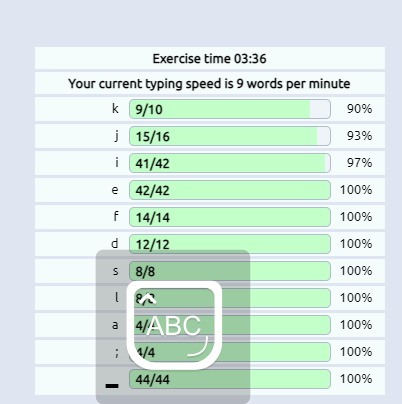 Exercise time 03:36
Your current typing speed is 9 words per minute
k 9/10 90%
j 15/16 93%
i 41/42 97%
e 42/42 100%
f 14/14 100%
d 12/12 100%
s 8/8 100%
l 8/8 100%
a 4/4 100%
; 4/4 100%
_ 44/44 100%
ABC